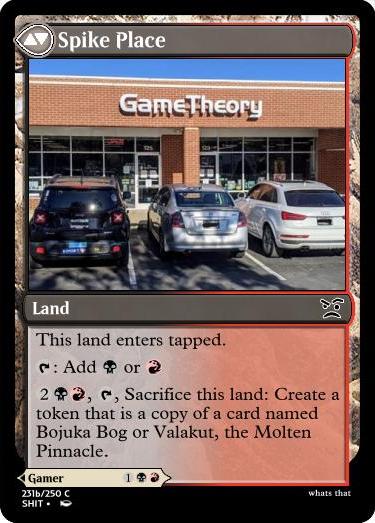 Spike Place
GameTheory
Land
This land enters tapped.
: Add or
2 , , Sacrifice this land: Create a
token that is a copy of a card named
Bojuka Bog or Valakut, the Molten
Pinnacle.
Gamer 1
231b/250 C
SHIT •
whats that